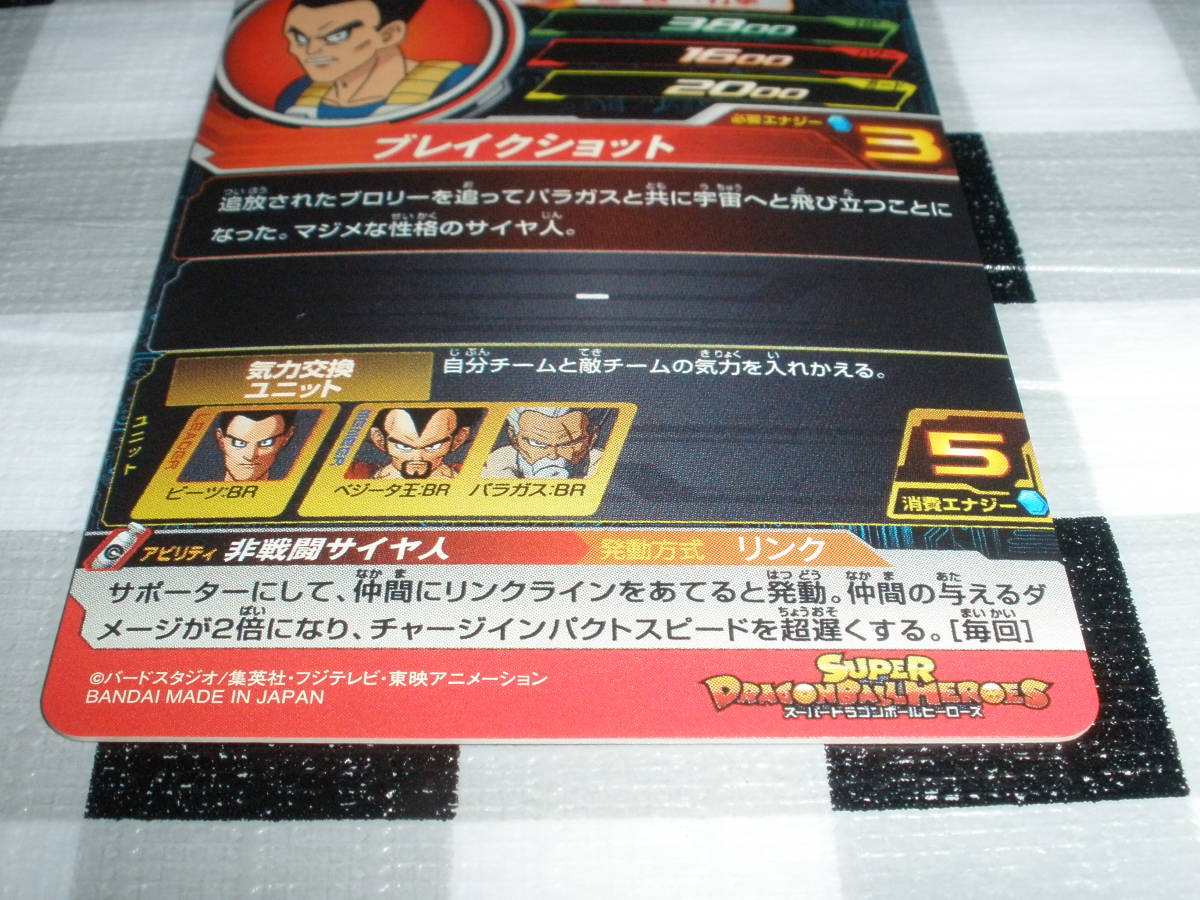 3800
1600
2000
必要エナジー 3
ブレイクショット
追放されたブロリーを追ってパラガスと共に宇宙へと飛び立つことに
なった。マジメな性格のサイヤ人。
ー
気力交換
ユニット
自分チームと敵チームの気力を入れかえる。
ユニット
LEADER
ビーツ:BR
MEMBER
ベジータ王:BR
パラガス:BR
5
消費エナジー
アビリティ 非戦闘サイヤ人 発動方式 リンク
サポーターにして、仲間にリンクラインをあてると発動。仲間の与えるダ
メージが2倍になり、チャージインパクトスピードを超遅くする。[毎回]
©バードスタジオ/集英社・フジテレビ・東映アニメーション
BANDAI MADE IN JAPAN
SUPER
DRAGONBALL HEROES
スーパードラゴンボールヒーローズ